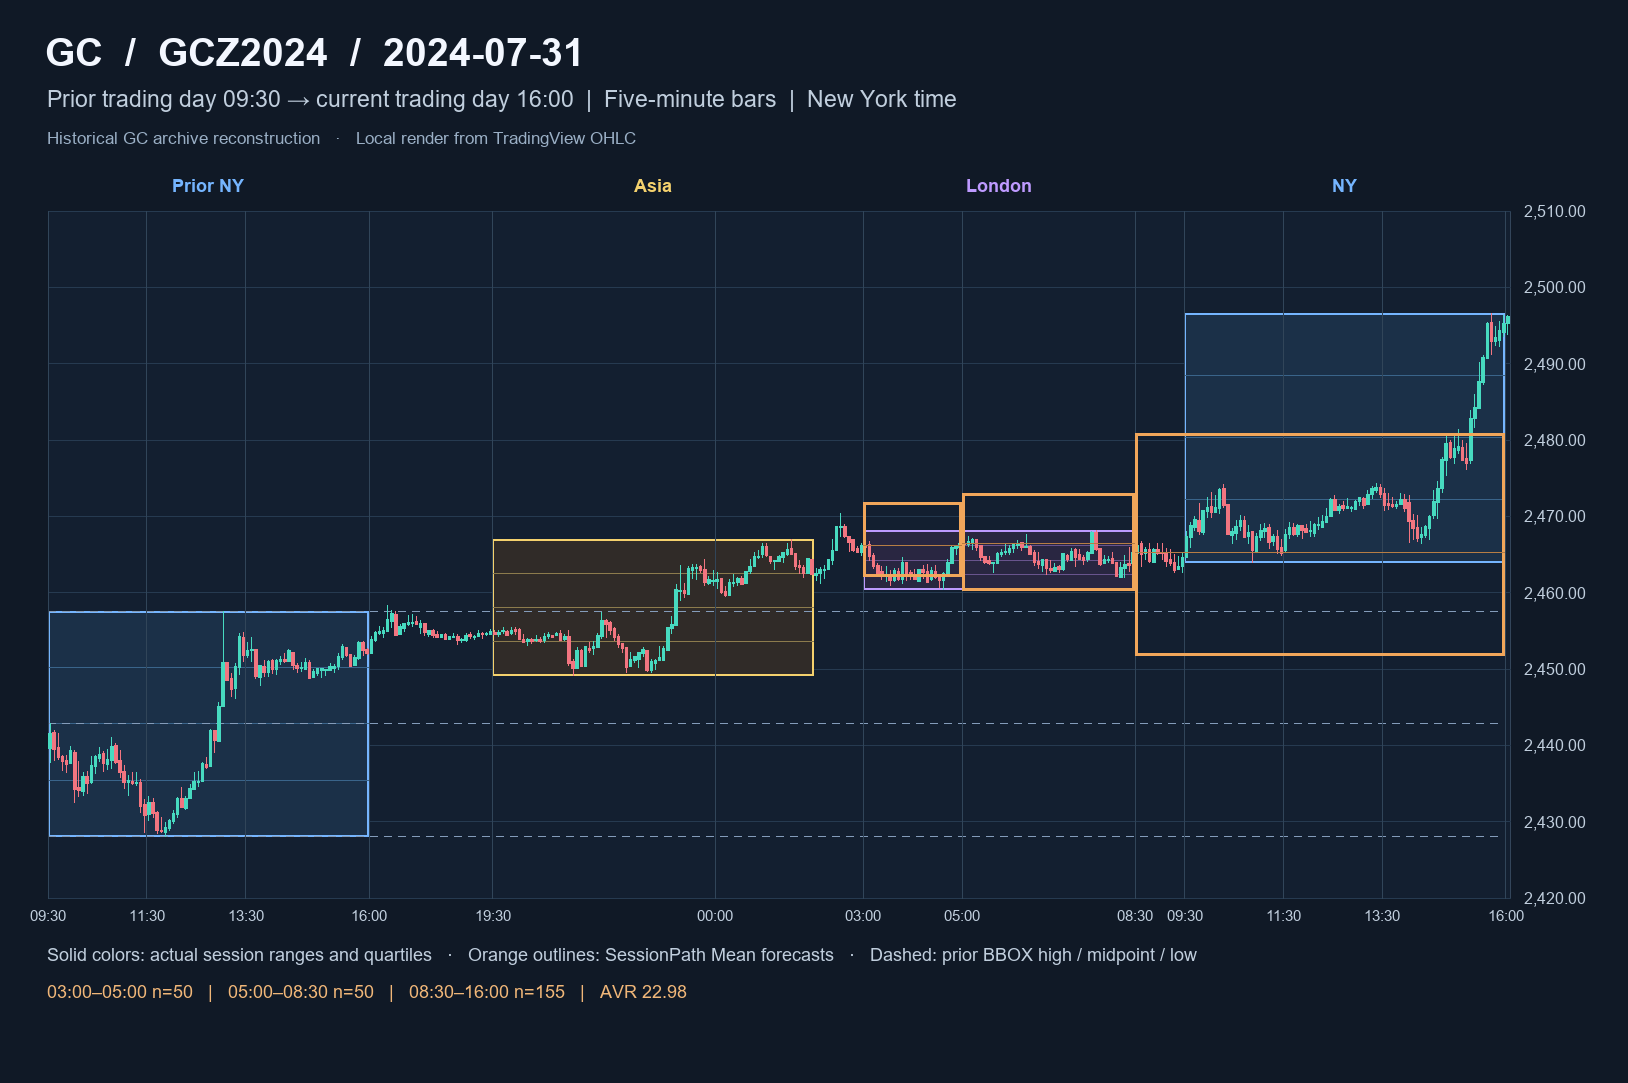 GC / GCZ2024 / 2024-07-31
Prior trading day 09:30 → current trading day 16:00 | Five-minute bars | New York time
Historical GC archive reconstruction · Local render from TradingView OHLC
Prior NY Asia London NY
2,510.00
2,500.00
2,490.00
2,480.00
2,470.00
2,460.00
2,450.00
2,440.00
2,430.00
2,420.00
09:30 11:30 13:30 16:00 19:30 00:00 03:00 05:00 08:30 09:30 11:30 13:30 16:00
Solid colors: actual session ranges and quartiles · Orange outlines: SessionPath Mean forecasts · Dashed: prior BBOX high / midpoint / low
03:00–05:00 n=50 | 05:00–08:30 n=50 | 08:30–16:00 n=155 | AVR 22.98